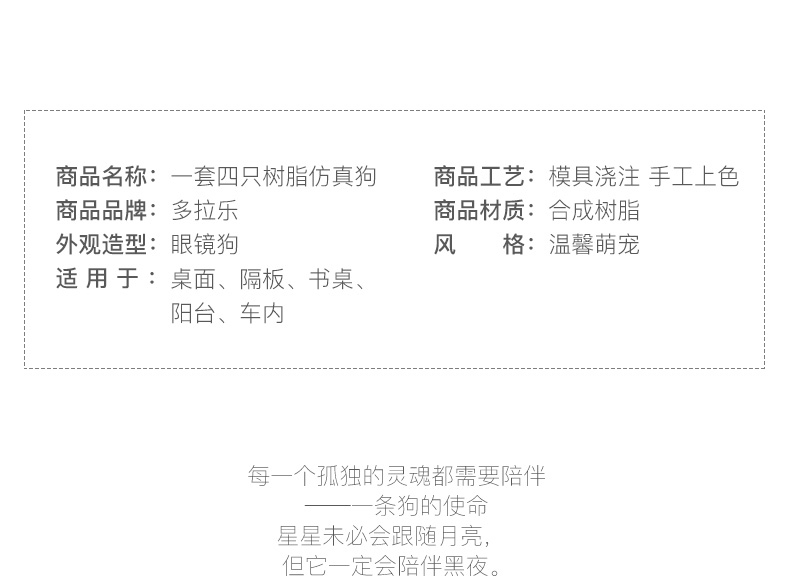 商品名称：一套四只树脂仿真狗
商品工艺：模具浇注 手工上色
商品品牌：多拉乐
商品材质：合成树脂
外观造型：眼镜狗
风 格：温馨萌宠
适 用 于 ：桌面、隔板、书桌、
阳台、车内
每一个孤独的灵魂都需要陪伴
——一条狗的使命
星星未必会跟随月亮，
但它一定会陪伴黑夜。